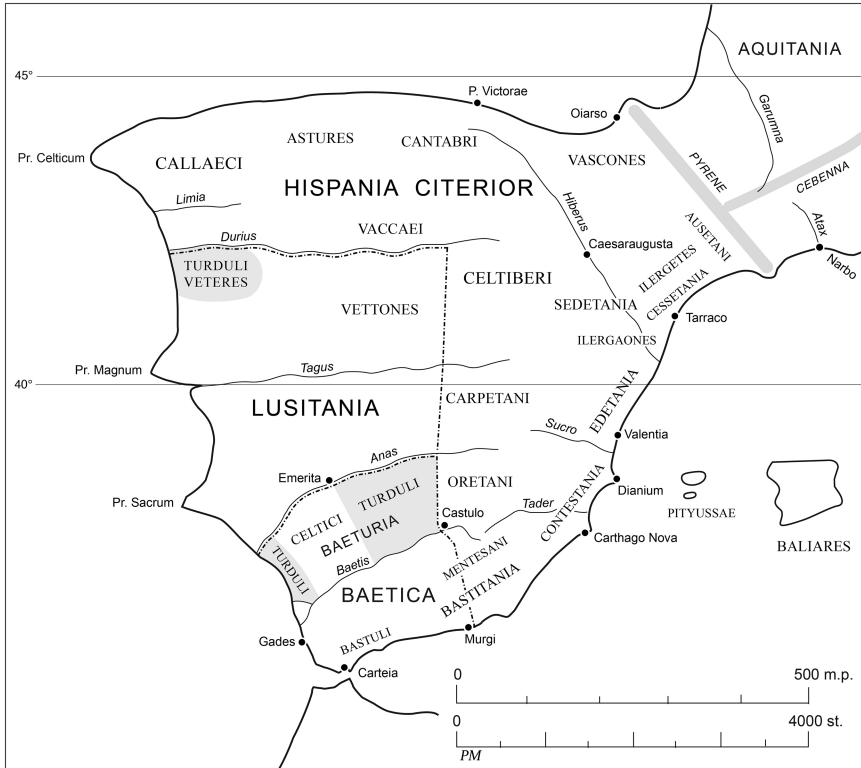 AQUITANIA
45°
P. Victorae
Oiarso
Garumna
Pr. Celticum
ASTURES
CANTABRI
CALLAECI
VASCONES
PYRENE
CEBENNA
HISPANIA CITERIOR
Limia
Hiberus
Atax
Durius
VACCAEI
AUSETANI
Caesaraugusta
Narbo
TURDULI
VETERES
CELTIBERI
ILERGETES
CESSETANIA
SEDETANIA
VETTONES
Tarraco
ILERGAONES
Pr. Magnum
Tagus
40°
LUSITANIA
CARPETANI
EDETANIA
Sucro
Valentia
Anas
Emerita
TURDULI
ORETANI
Dianium
Pr. Sacrum
PITYUSSAE
CELTICI
Castulo
Tader
CONTESTANIA
BAETURIA
Carthago Nova
BALIARES
TURDULI
Baetis
MENTESANI
BAETICA
BASTITANIA
Gades
BASTULI
Murgi
Carteia
0
500 m.p.
0
4000 st.
PM